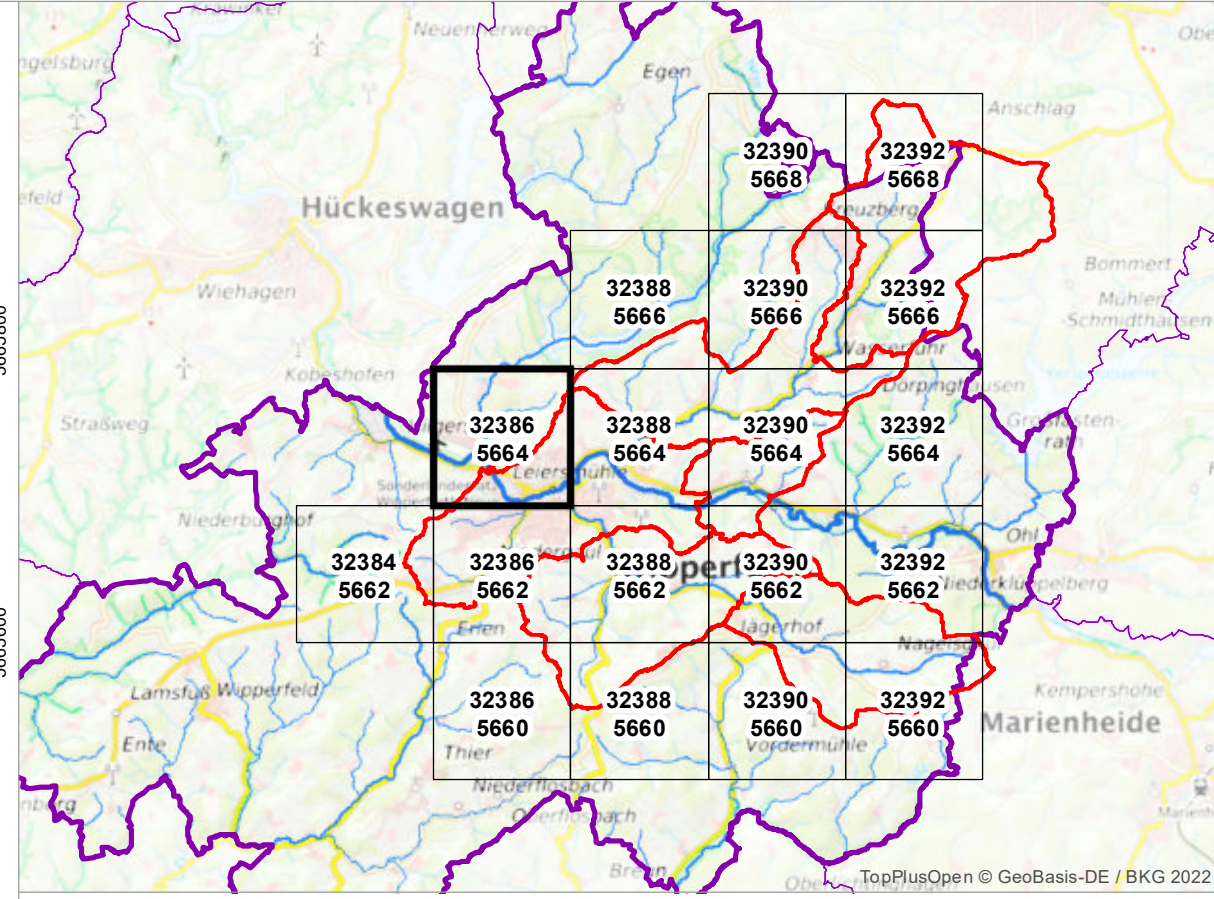 Neuenherweg
Egen
Anschlag
32390
5668
32392
5668
Kreuzberg
Hückeswagen
Bommert
Wiehagen
32388
5666
32390
5666
32392
5666
Mühlen
-Schmidthausen
Wasserfuhr
Kobeshofen
Dörpinghausen
Straßweg
32386
5664
32388
5664
32390
5664
32392
5664
Leiersmühle
Niederburghof
Ohl
32384
5662
32386
5662
32388
5662
32390
5662
32392
5662
Niederklüppelberg
Erlen
Jägerhof
Lamsfuß
Wipperfeld
Kempershöhe
32386
5660
32388
5660
32390
5660
32392
5660
Marienheide
Ente
Thier
Vordermühle
Niederflosbach
Oberflosbach
TopPlusOpen © GeoBasis-DE / BKG 2022